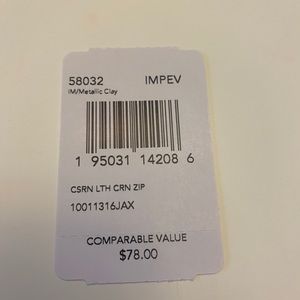 58032 IMPEV
IM/Metallic Clay
1 95031 14208 6
CSRN LTH CRN ZIP
10011316JAX
COMPARABLE VALUE
$78.00